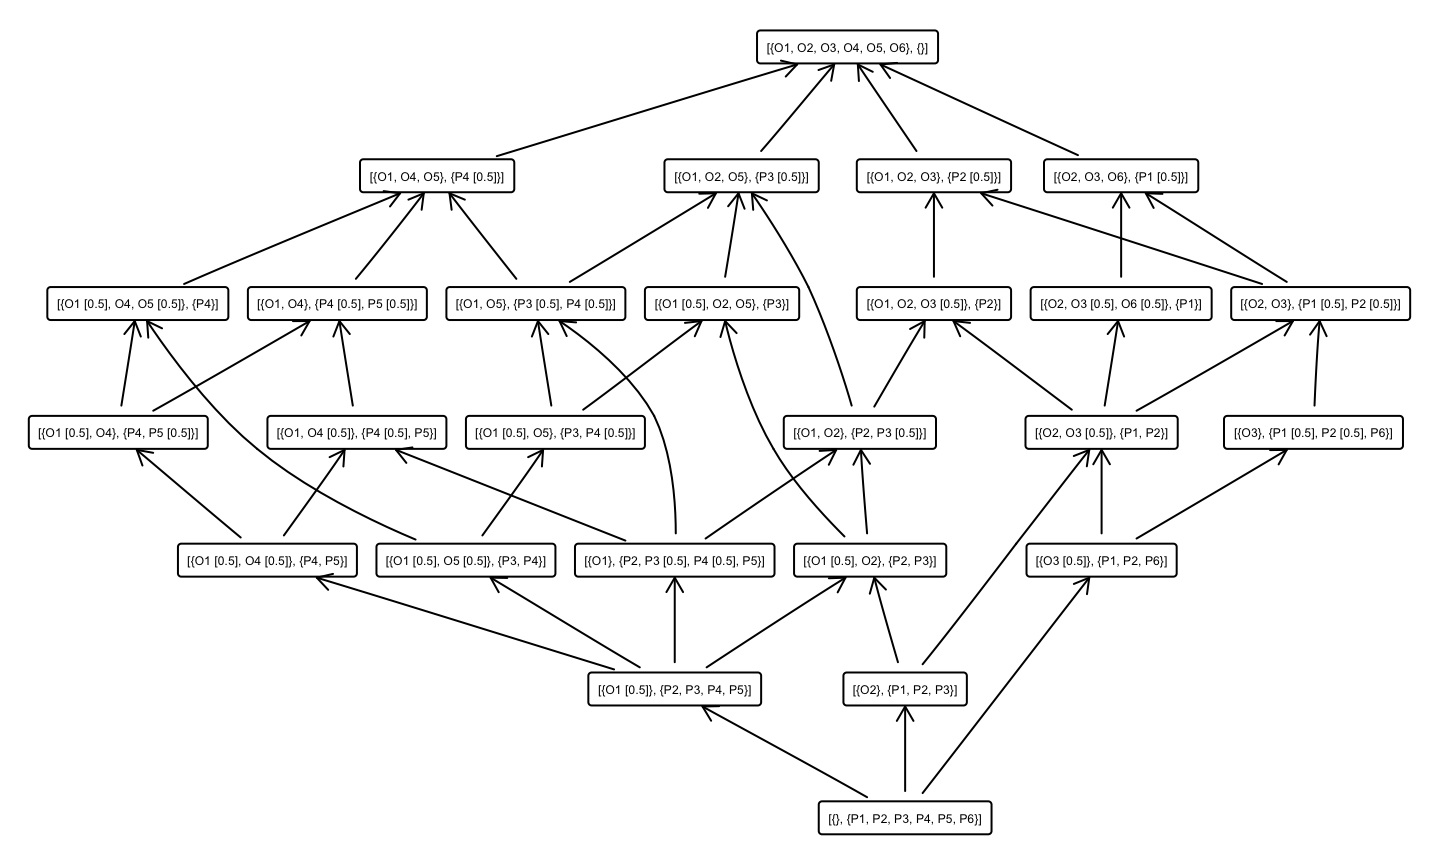 [{O1, O2, O3, O4, O5, O6}, {}]
[{O1, O4, O5}, {P4 [0.5]}]
[{O1, O2, O5}, {P3 [0.5]}]
[{O1, O2, O3}, {P2 [0.5]}]
[{O2, O3, O6}, {P1 [0.5]}]
[{O1 [0.5], O4, O5 [0.5]}, {P4}]
[{O1, O4}, {P4 [0.5], P5 [0.5]}]
[{O1, O5}, {P3 [0.5], P4 [0.5]}]
[{O1 [0.5], O2, O5}, {P3}]
[{O1, O2, O3 [0.5]}, {P2}]
[{O2, O3 [0.5], O6 [0.5]}, {P1}]
[{O2, O3}, {P1 [0.5], P2 [0.5]}]
[{O1 [0.5], O4}, {P4, P5 [0.5]}]
[{O1, O4 [0.5]}, {P4 [0.5], P5}]
[{O1 [0.5], O5}, {P3, P4 [0.5]}]
[{O1, O2}, {P2, P3 [0.5]}]
[{O2, O3 [0.5]}, {P1, P2}]
[{O3}, {P1 [0.5], P2 [0.5], P6}]
[{O1 [0.5], O4 [0.5]}, {P4, P5}]
[{O1 [0.5], O5 [0.5]}, {P3, P4}]
[{O1}, {P2, P3 [0.5], P4 [0.5], P5}]
[{O1 [0.5], O2}, {P2, P3}]
[{O3 [0.5]}, {P1, P2, P6}]
[{O1 [0.5]}, {P2, P3, P4, P5}]
[{O2}, {P1, P2, P3}]
[{}, {P1, P2, P3, P4, P5, P6}]